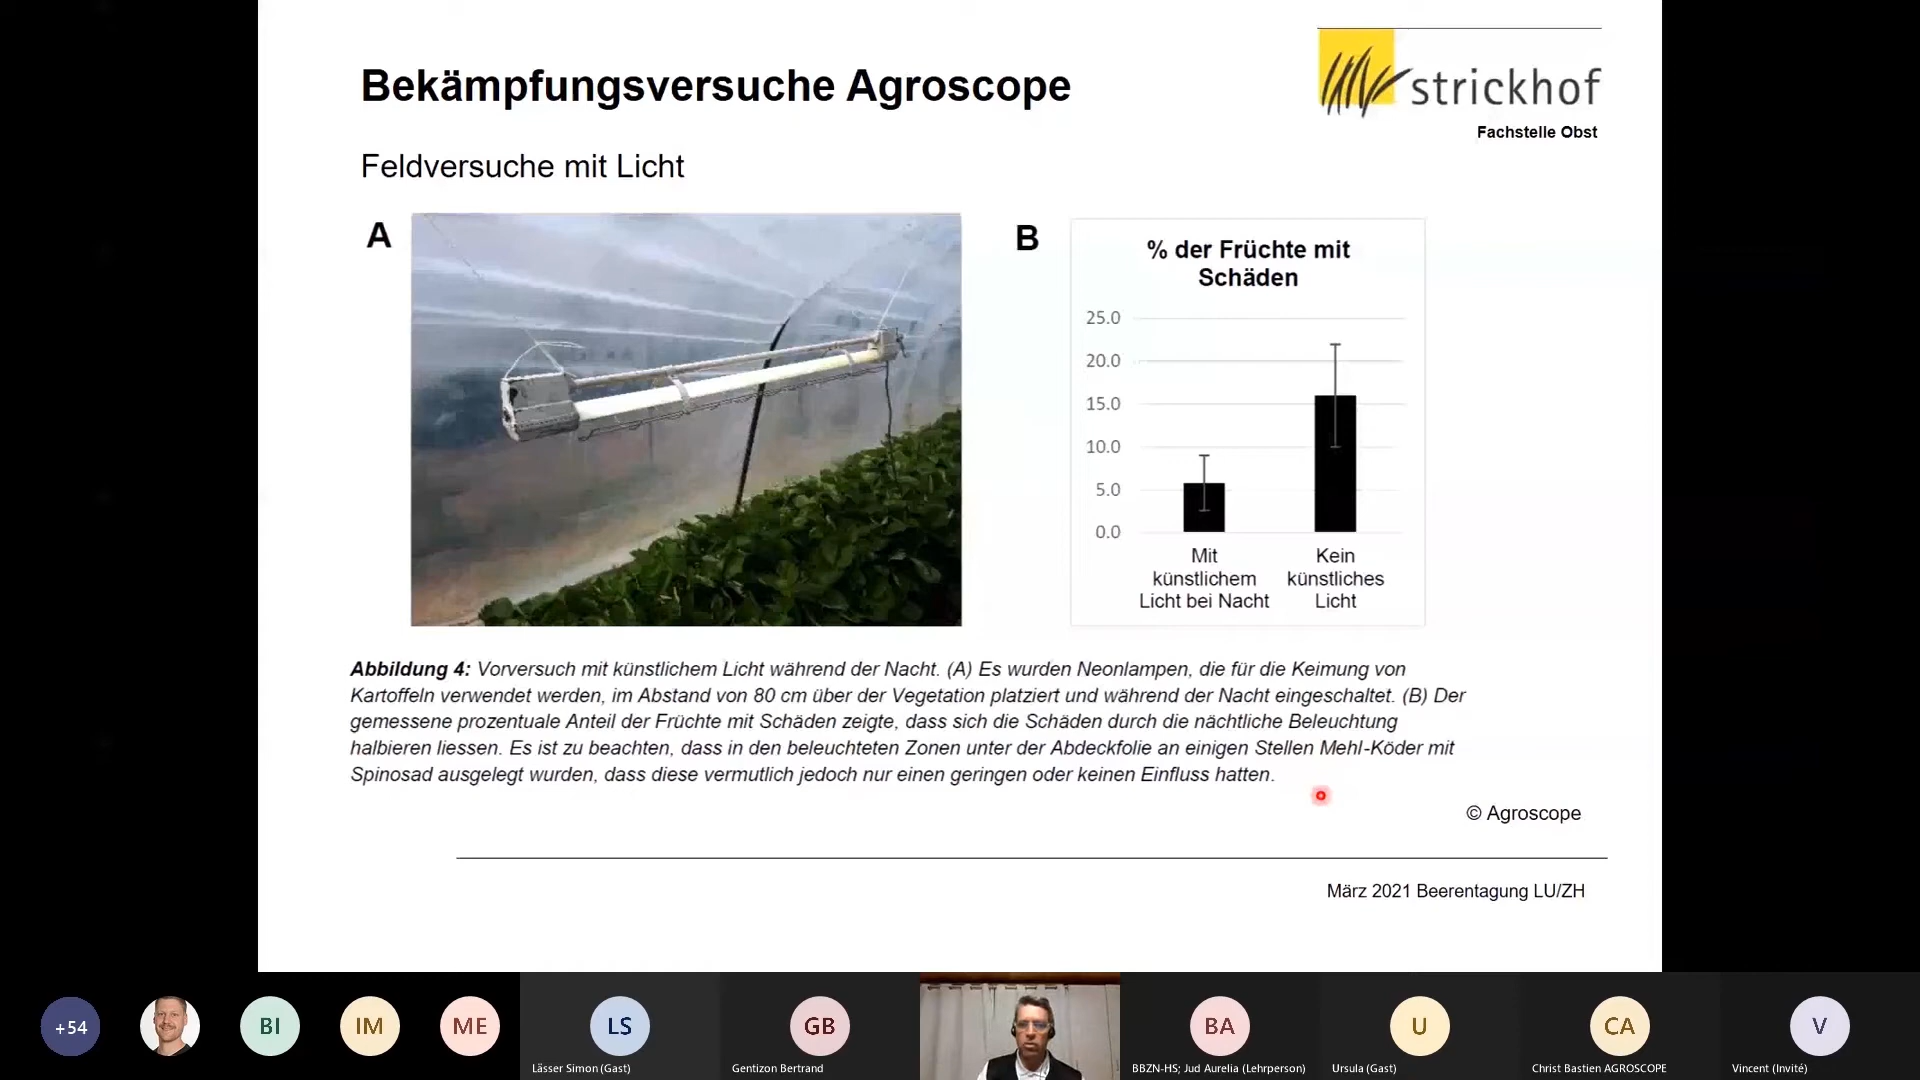 Bekämpfungsversuche Agroscope
strickhof
Fachstelle Obst
Feldversuche mit Licht
A
B
% der Früchte mit
Schäden
25.0
20.0
15.0
10.0
5.0
0.0
Mit
künstlichem
Licht bei Nacht
Kein
künstliches
Licht
Abbildung 4: Vorversuch mit künstlichem Licht während der Nacht. (A) Es wurden Neonlampen, die für die Keimung von
Kartoffeln verwendet werden, im Abstand von 80 cm über der Vegetation platziert und während der Nacht eingeschaltet. (B) Der
gemessene prozentuale Anteil der Früchte mit Schäden zeigte, dass sich die Schäden durch die nächtliche Beleuchtung
halbieren liessen. Es ist zu beachten, dass in den beleuchteten Zonen unter der Abdeckfolie an einigen Stellen Mehl-Köder mit
Spinosad ausgelegt wurden, dass diese vermutlich jedoch nur einen geringen oder keinen Einfluss hatten.
© Agroscope
März 2021 Beerentagung LU/ZH
+54
BI
IM
ME
LS
GB
BA
U
CA
V
Lässer Simon (Gast)
Gentizon Bertrand
BBZN-HS; Jud Aurelia (Lehrperson)
Ursula (Gast)
Christ Bastien AGROSCOPE
Vincent (Invité)